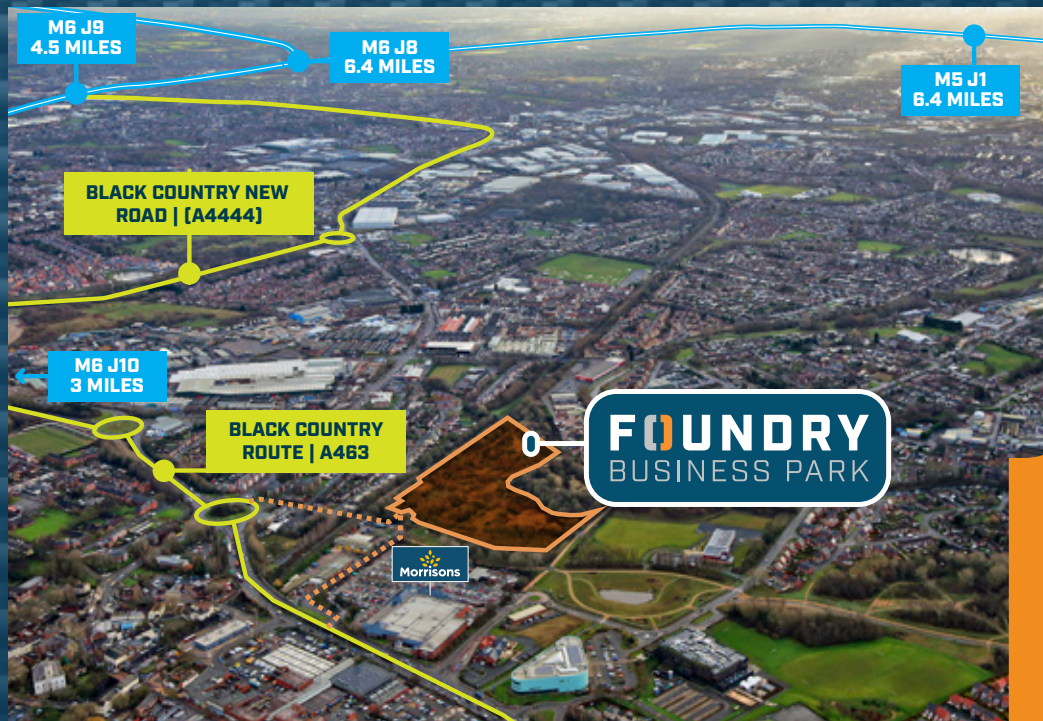 M6 J9
4.5 MILES
M6 J8
6.4 MILES
M5 J1
6.4 MILES
BLACK COUNTRY NEW
ROAD | (A4444)
M6 J10
3 MILES
BLACK COUNTRY
ROUTE | A463
FOUNDRY
BUSINESS PARK
Morrisons